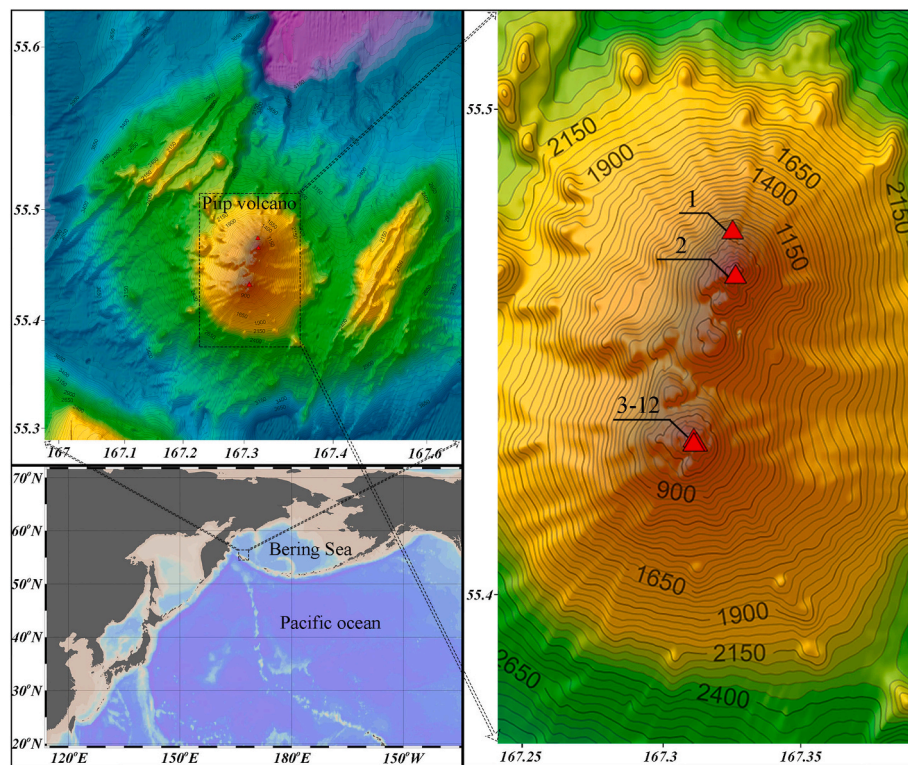 55.6
55.5
55.4
55.3
Piip volcano
167
167.1
167.2
167.3
167.4
167.6
70°N
60°N
50°N
40°N
30°N
20°N
Bering Sea
Pacific ocean
120°E
150°E
180°E
150°W
55.5
55.4
2150
1900
1650
1400
2150
1150
1
2
3-12
900
1650
1900
2150
2400
2650
167.25
167.3
167.35